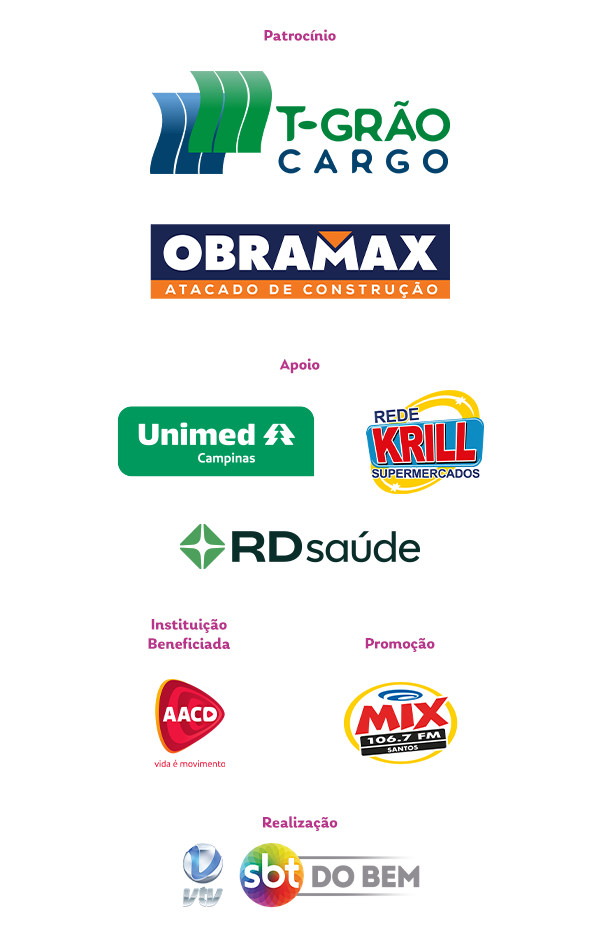 Patrocínio
T-GRÃO
CARGO
OBRAMAX
ATACADO DE CONSTRUÇÃO
Apoio
Unimed
Campinas
REDE
KRILL
SUPERMERCADOS
RDsaúde
Instituição
Beneficiada
AACD
vida é movimento
Promoção
MIX
106.7 FM
SANTOS
Realização
vtv
sbt DO BEM